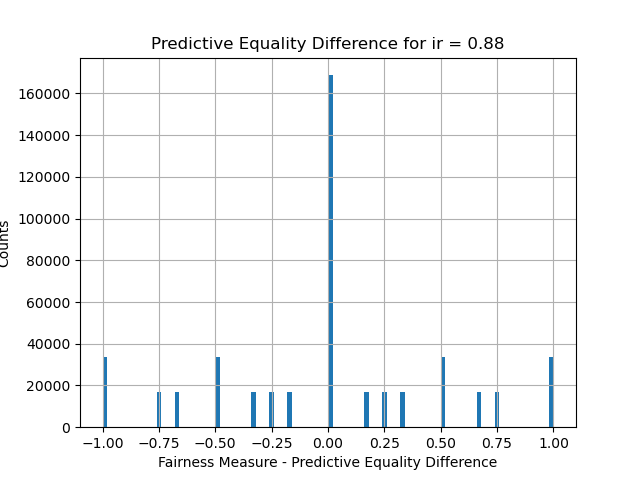 Predictive Equality Difference for ir = 0.88
160000
140000
120000
100000
80000
60000
40000
20000
0
Counts
−1.00 −0.75 −0.50 −0.25 0.00 0.25 0.50 0.75 1.00
Fairness Measure - Predictive Equality Difference